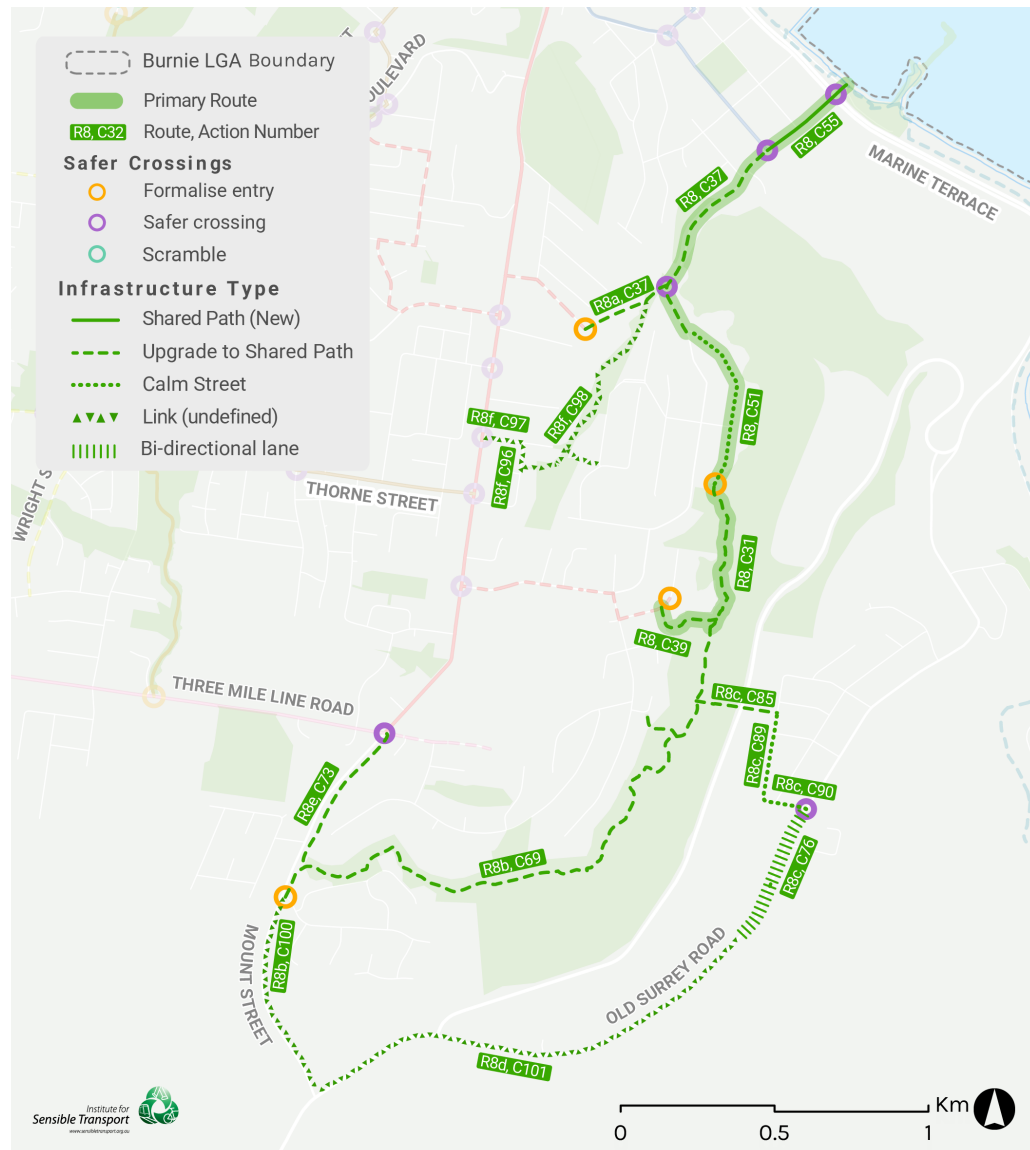 Burnie LGA Boundary
Primary Route
R8, C32 Route, Action Number
Safer Crossings
Formalise entry
Safer crossing
Scramble
Infrastructure Type
Shared Path (New)
Upgrade to Shared Path
Calm Street
Link (undefined)
Bi-directional lane
OULEVARD
T
R8, C55
MARINE TERRACE
R8, C37
R8a, C37
R8f, C98
R8f, C97
R8f, C96
R8, C51
WRIGHT S
THORNE STREET
R8, C31
R8, C39
THREE MILE LINE ROAD
R8c, C85
R8c, C89
R8c, C90
R8e, C73
R8b, C69
R8c, C76
R8b, C100
MOUNT STREET
OLD SURREY ROAD
R8d, C101
Institute for
Sensible Transport
www.sensibletransport.org.au
Km
0 0.5 1